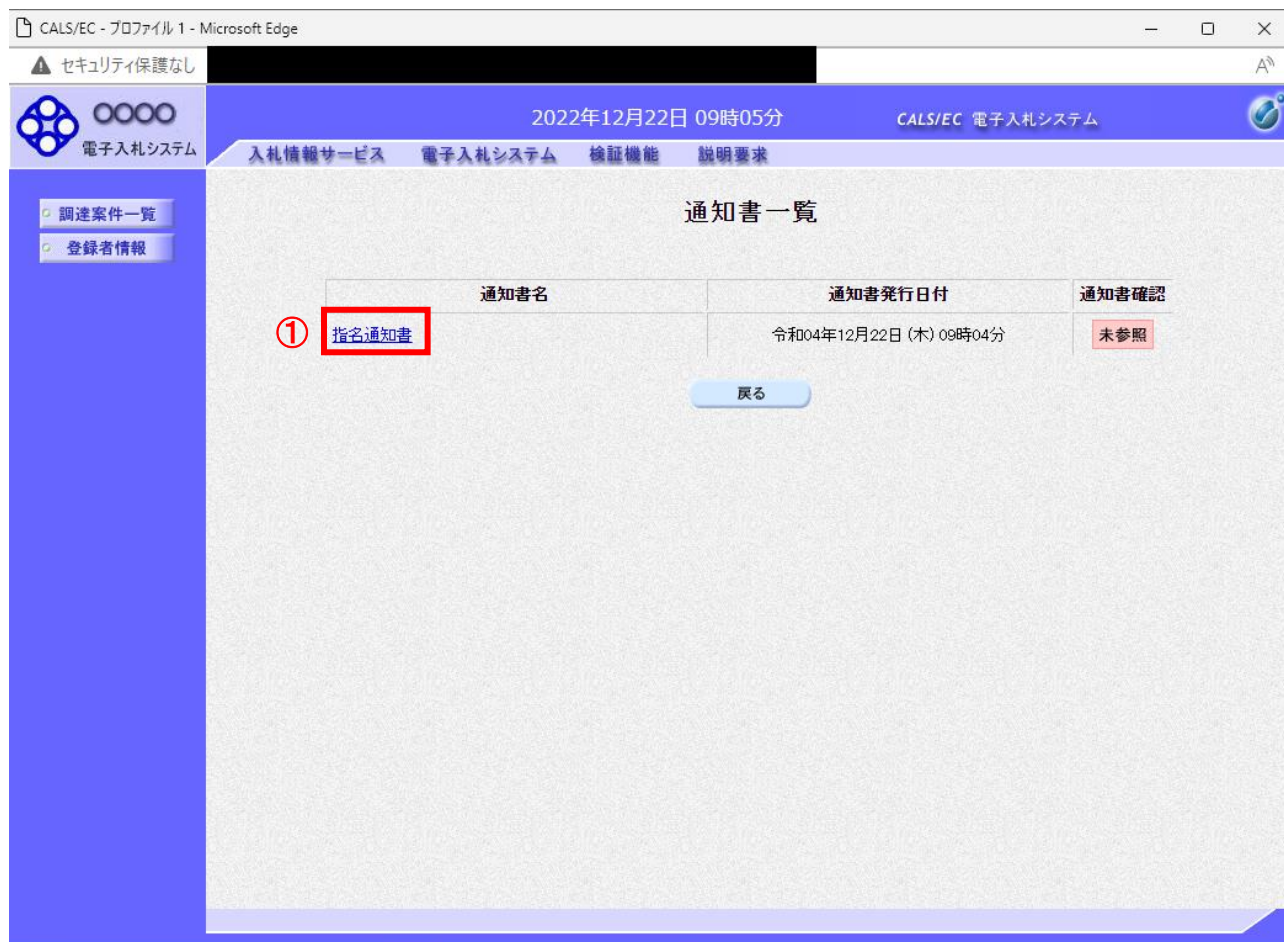 CALS/EC - プロファイル 1 - Microsoft Edge
セキュリティ保護なし
○○○○
電子入札システム
2022年12月22日 09時05分
CALS/EC 電子入札システム
入札情報サービス 電子入札システム 検証機能 説明要求
調達案件一覧
登録者情報
通知書一覧
通知書名 通知書発行日付 通知書確認
① 指名通知書 令和04年12月22日 (木) 09時04分 未参照
戻る